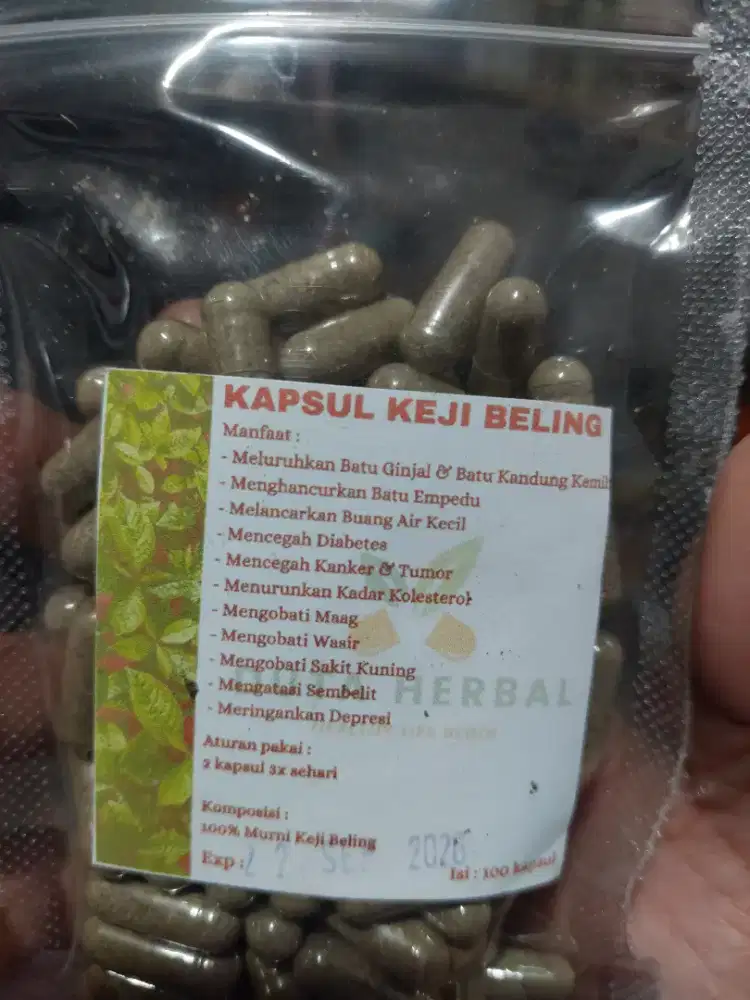 KAPSUL KEJI BELING
Manfaat :
- Meluruhkan Batu Ginjal & Batu Kandung Kemih
- Menghancurkan Batu Empedu
- Melancarkan Buang Air Kecil
- Mencegah Diabetes
- Mencegah Kanker & Tumor
- Menurunkan Kadar Kolesterol
- Mengobati Maag
- Mengobati Wasir
- Mengobati Sakit Kuning
- Mengatasi Sembelit
- Meringankan Depresi
HERBAL
Aturan pakai :
2 kapsul 3x sehari
Komposisi :
100% Murni Keji Beling
Exp : SEP 2026
Isi : 100 kapsul